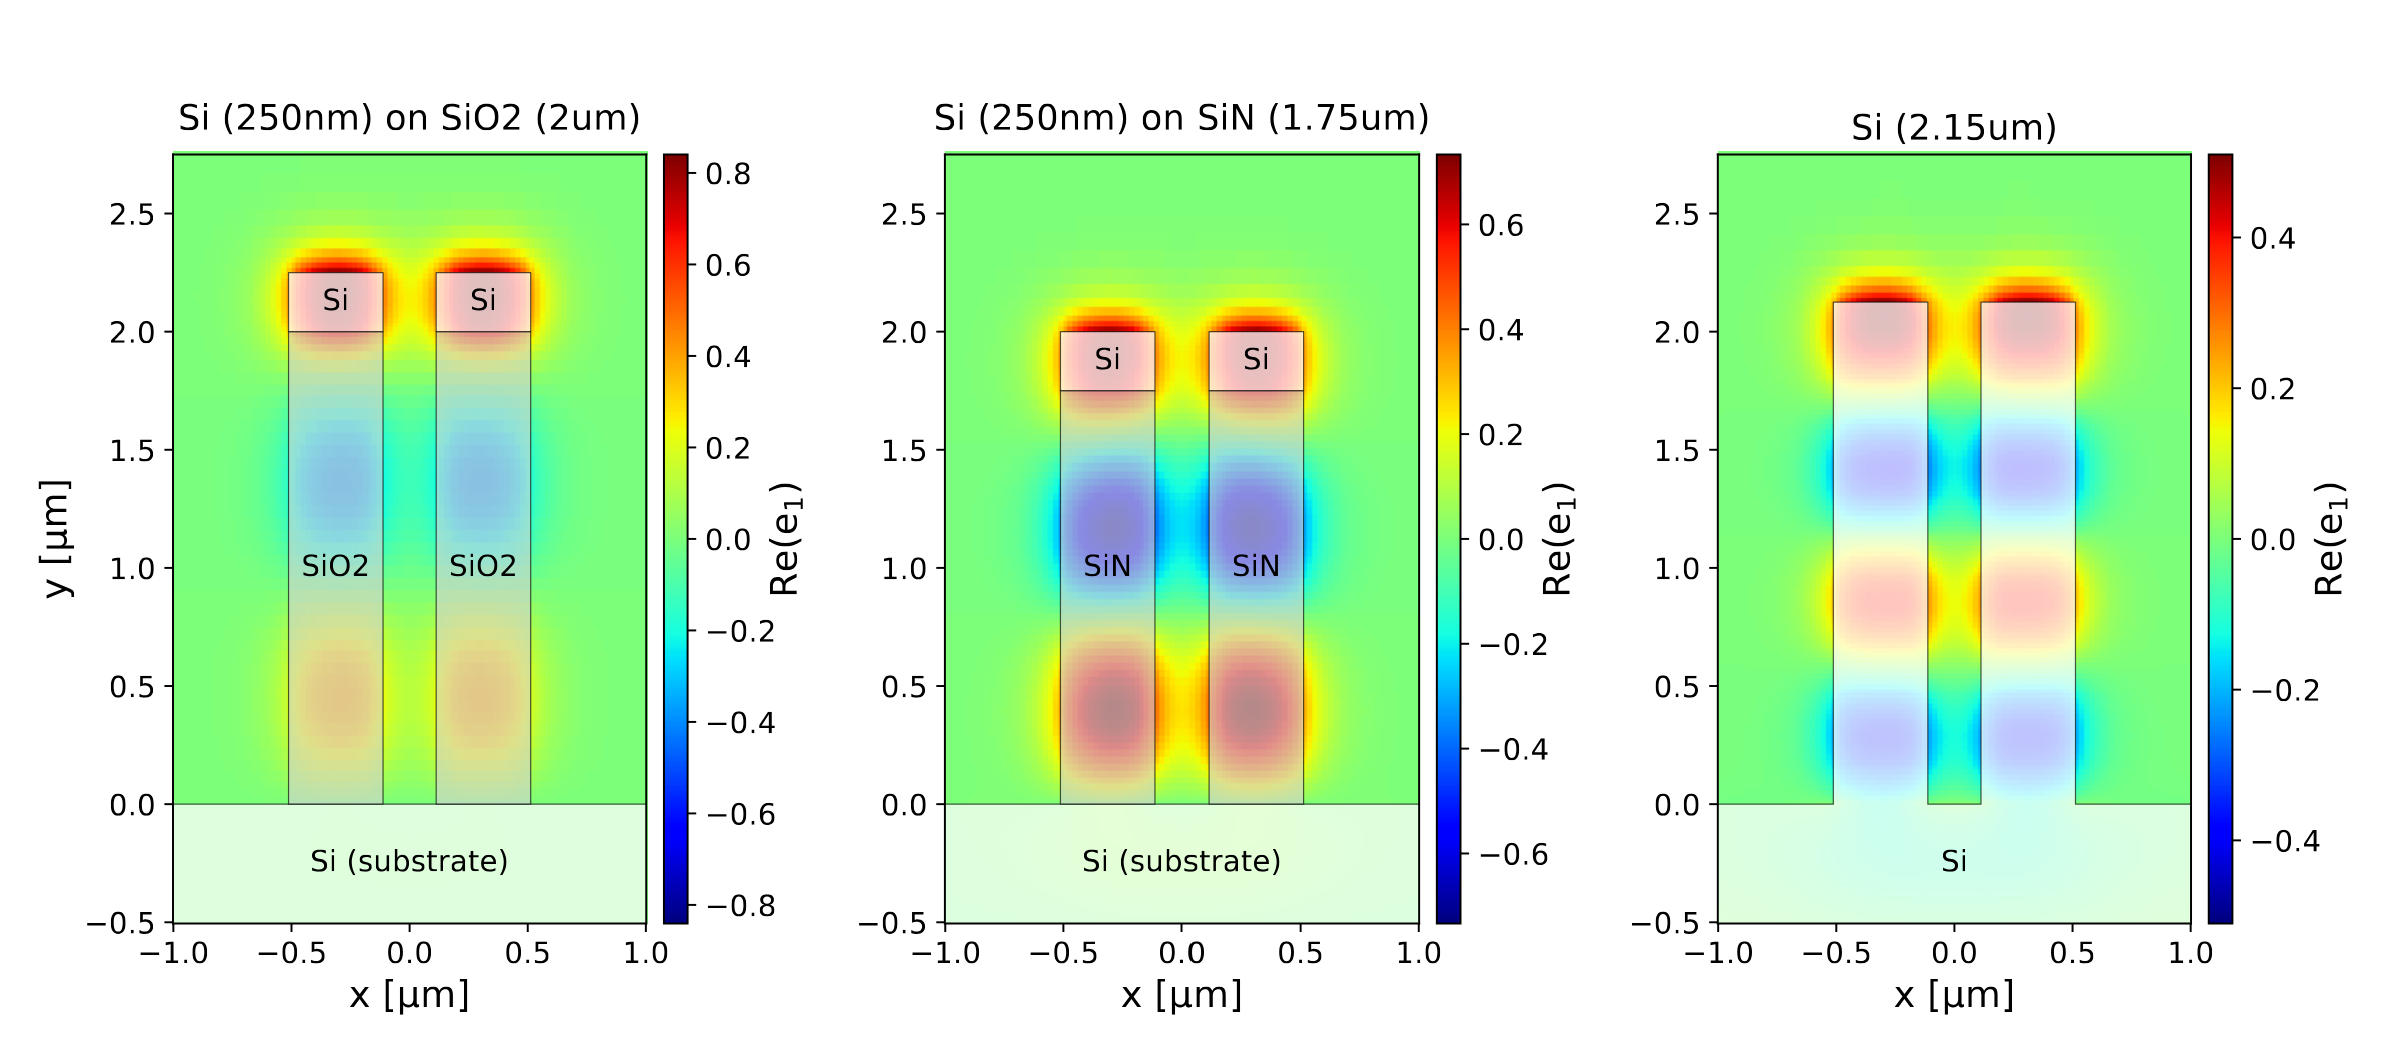 Si (250nm) on SiO2 (2um)
2.5
2.0
1.5
1.0
0.5
0.0
−0.5
y [μm]
Si
Si
SiO2
SiO2
Si (substrate)
−1.0
−0.5
0.0
0.5
1.0
x [μm]
0.8
0.6
0.4
0.2
0.0
−0.2
−0.4
−0.6
−0.8
Re(e₁)
Si (250nm) on SiN (1.75um)
2.5
2.0
1.5
1.0
0.5
0.0
−0.5
Si
Si
SiN
SiN
Si (substrate)
−1.0
−0.5
0.0
0.5
1.0
x [μm]
0.6
0.4
0.2
0.0
−0.2
−0.4
−0.6
Re(e₁)
Si (2.15um)
2.5
2.0
1.5
1.0
0.5
0.0
−0.5
Si
−1.0
−0.5
0.0
0.5
1.0
x [μm]
0.4
0.2
0.0
−0.2
−0.4
Re(e₁)